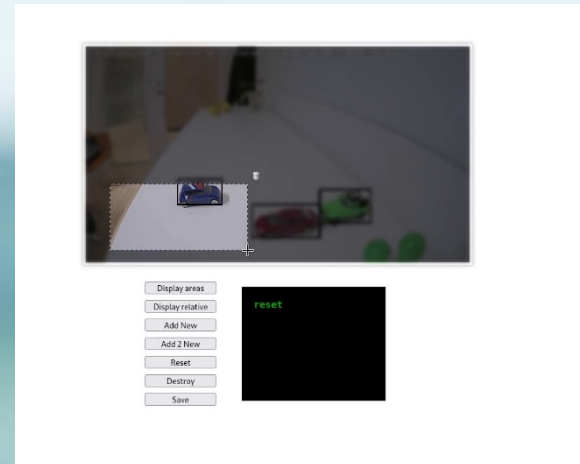 Display areas
Display relative
Add New
Add 2 New
Reset
Destroy
Save
reset